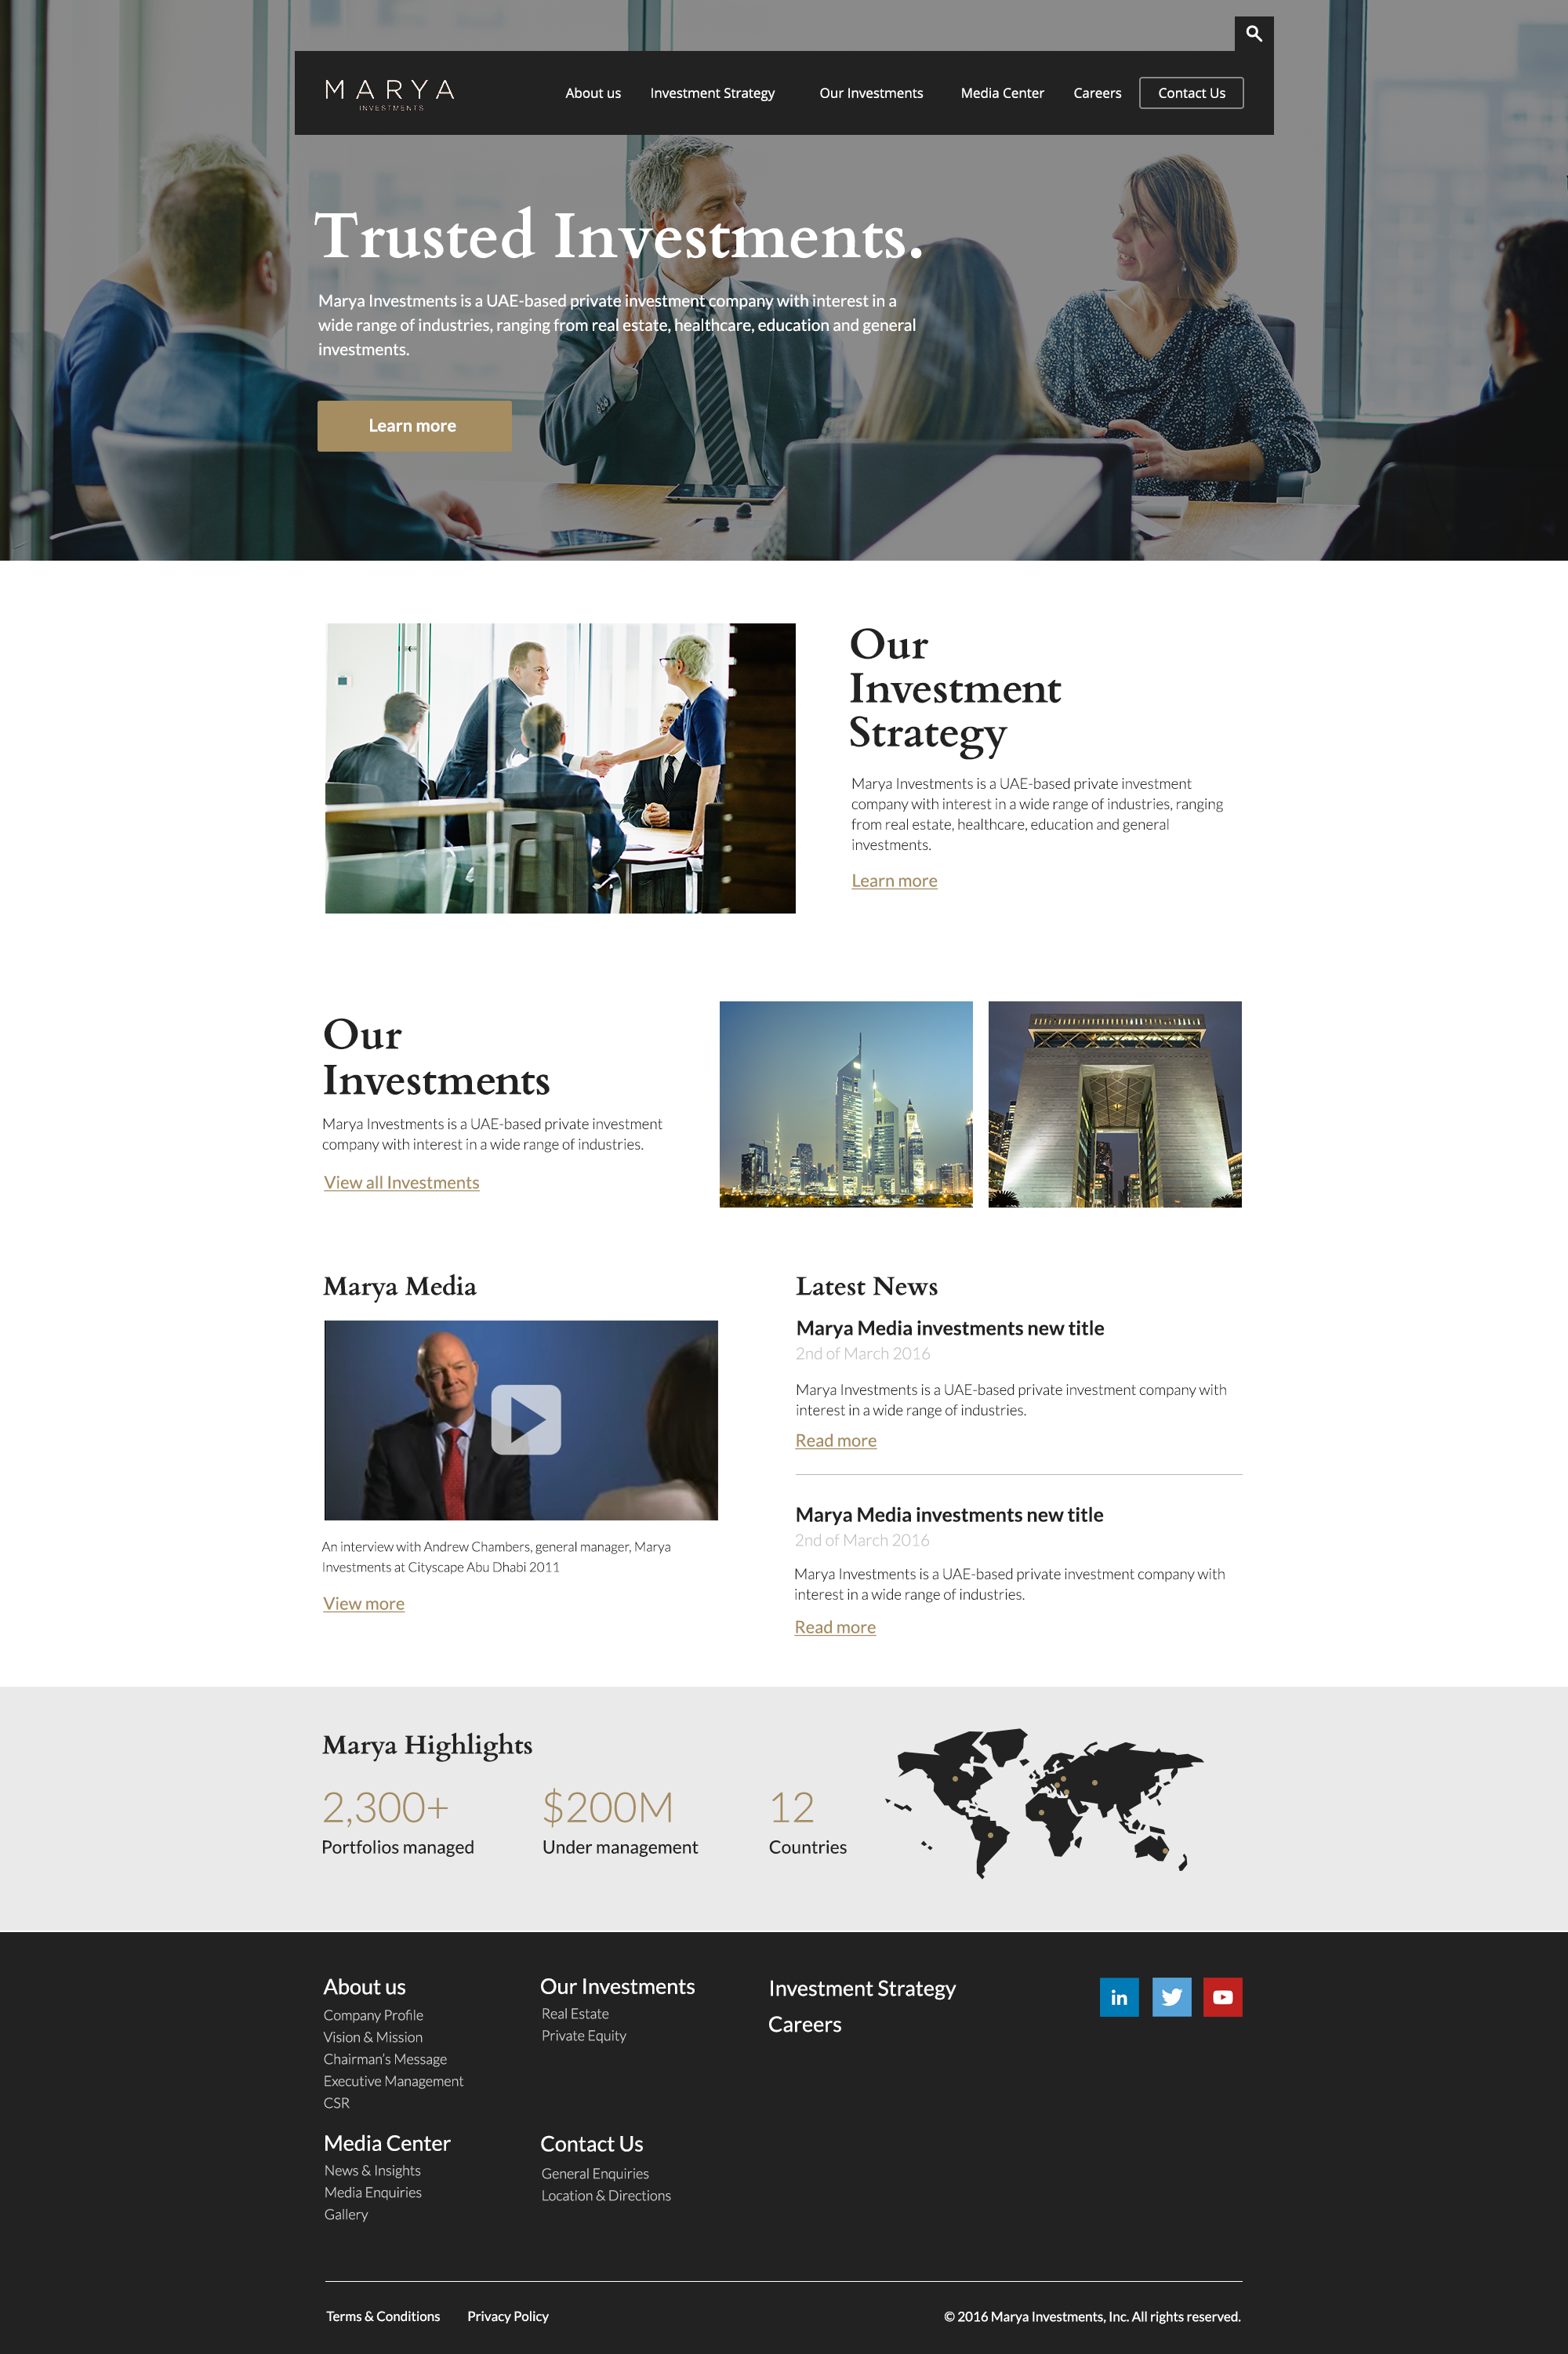 MARYA
INVESTMENTS
About us
Investment Strategy
Our Investments
Media Center
Careers
Contact Us
Trusted Investments.
Marya Investments is a UAE-based private investment company with interest in a
wide range of industries, ranging from real estate, healthcare, education and general
investments.
Learn more
Our
Investment
Strategy
Marya Investments is a UAE-based private investment
company with interest in a wide range of industries, ranging
from real estate, healthcare, education and general
investments.
Learn more
Our
Investments
Marya Investments is a UAE-based private investment
company with interest in a wide range of industries.
View all Investments
Marya Media
An interview with Andrew Chambers, general manager, Marya
Investments at Cityscape Abu Dhabi 2011
View more
Latest News
Marya Media investments new title
2nd of March 2016
Marya Investments is a UAE-based private investment company with
interest in a wide range of industries.
Read more
Marya Media investments new title
2nd of March 2016
Marya Investments is a UAE-based private investment company with
interest in a wide range of industries.
Read more
Marya Highlights
2,300+
Portfolios managed
$200M
Under management
12
Countries
About us
Company Profile
Vision & Mission
Chairman's Message
Executive Management
CSR
Our Investments
Real Estate
Private Equity
Investment Strategy
Careers
in
Media Center
News & Insights
Media Enquiries
Gallery
Contact Us
General Enquiries
Location & Directions
Terms & Conditions
Privacy Policy
© 2016 Marya Investments, Inc. All rights reserved.